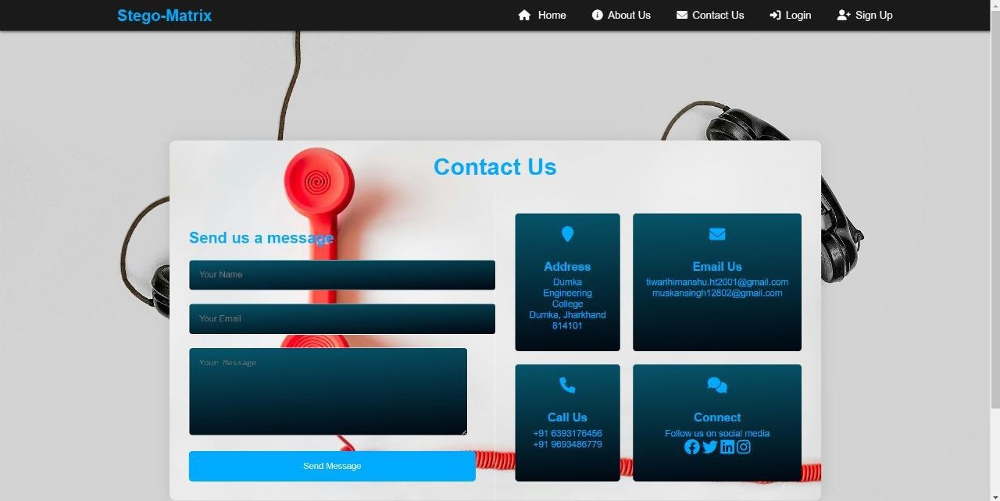 Stego-Matrix
Home
About Us
Contact Us
Login
Sign Up
Contact Us
Send us a message
Your Name
Your Email
Your Message
Send Message
Address
Dumka
Engineering
College
Dumka, Jharkhand
814101
Email Us
tiwarihimanshu.ht2001@gmail.com
muskansingh12802@gmail.com
Call Us
+91 6393176456
+91 9693486779
Connect
Follow us on social media